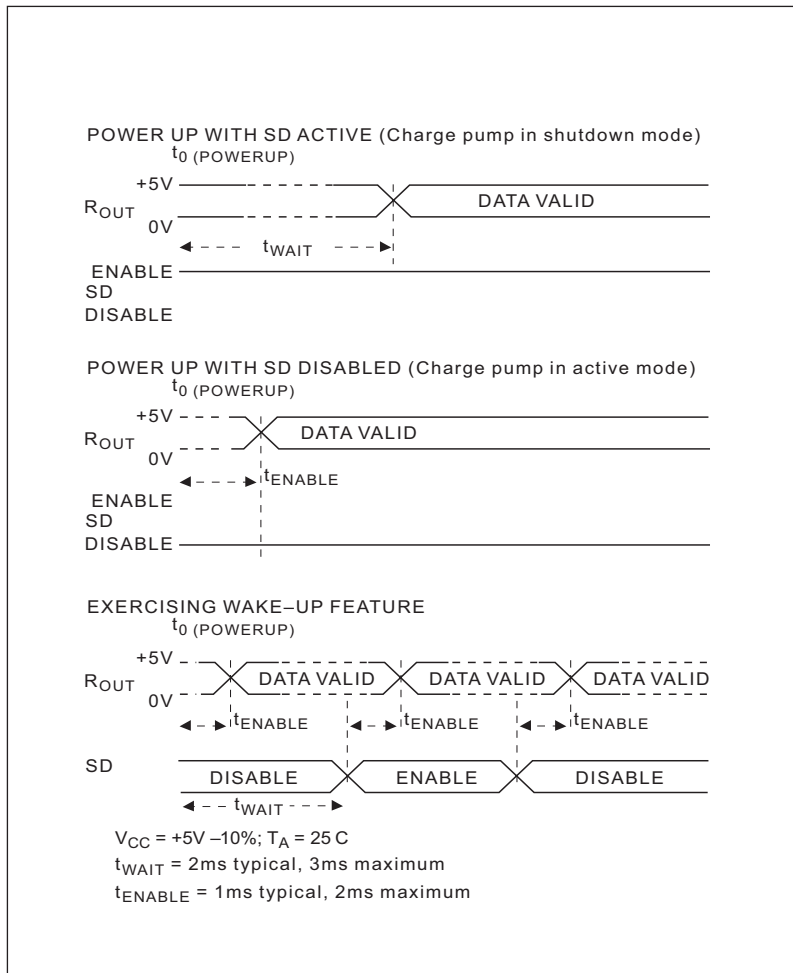 POWER UP WITH SD ACTIVE (Charge pump in shutdown mode)
t0 (POWERUP)
+5V
ROUT
DATA VALID
0V
tWAIT
ENABLE
SD
DISABLE
POWER UP WITH SD DISABLED (Charge pump in active mode)
t0 (POWERUP)
+5V
ROUT
DATA VALID
0V
tENABLE
ENABLE
SD
DISABLE
EXERCISING WAKE–UP FEATURE
t0 (POWERUP)
+5V
ROUT
DATA VALID DATA VALID DATA VALID
0V
tENABLE tENABLE tENABLE
SD
DISABLE ENABLE DISABLE
tWAIT
VCC = +5V –10%; TA = 25 C
tWAIT = 2ms typical, 3ms maximum
tENABLE = 1ms typical, 2ms maximum